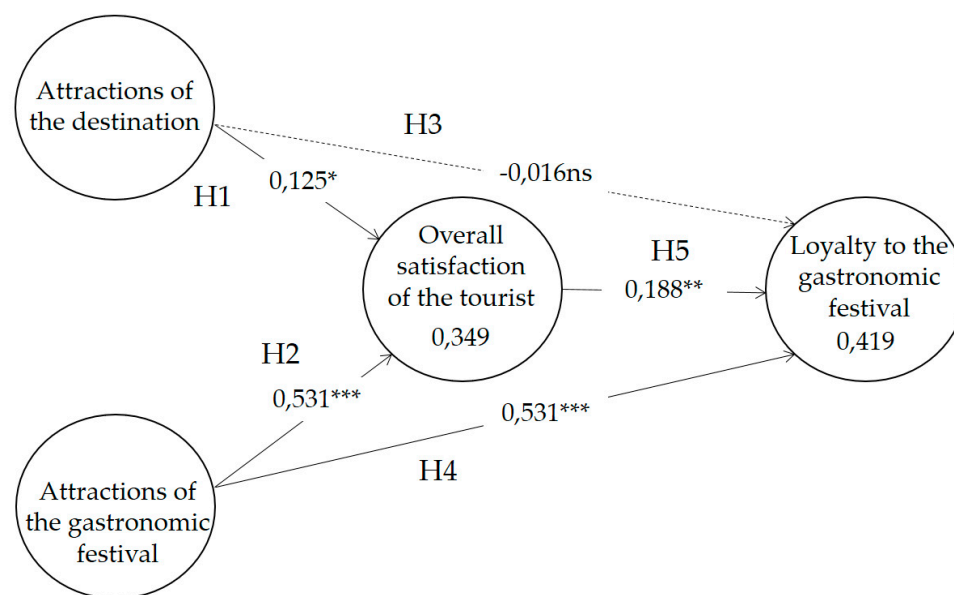 Attractions of
the destination
H3
-0,016ns
H1
0,125*
Overall
satisfaction
of the tourist
0,349
H5
0,188**
Loyalty to the
gastronomic
festival
0,419
H2
0,531***
0,531***
H4
Attractions of
the gastronomic
festival